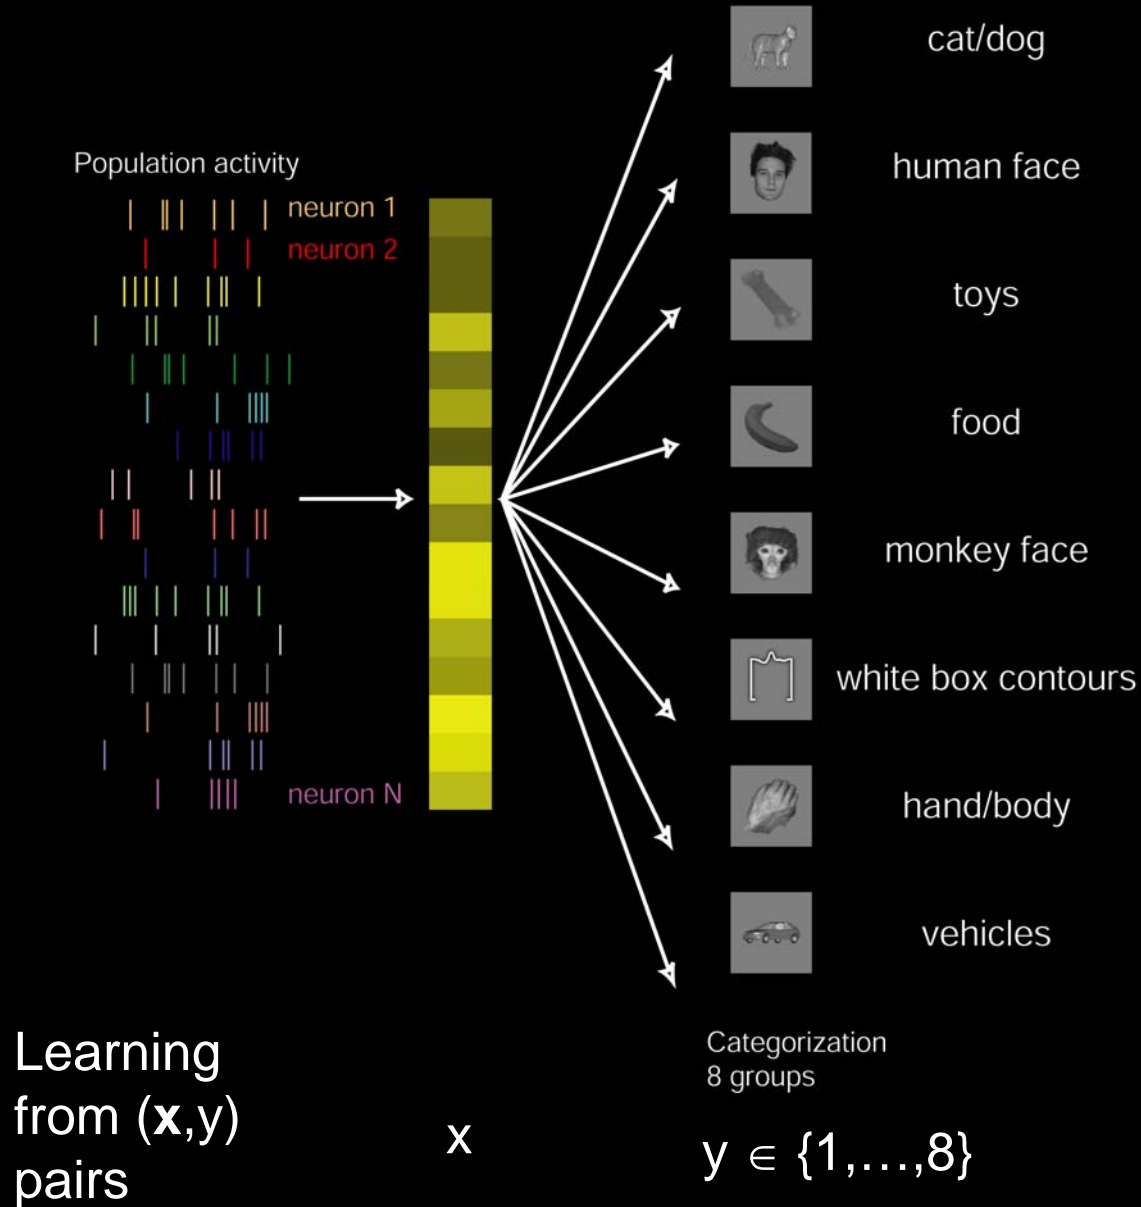 Population activity
neuron 1
neuron 2
neuron N
cat/dog
human face
toys
food
monkey face
white box contours
hand/body
vehicles
Categorization
8 groups
Learning
from (x,y)
pairs
x
y ∈ {1,...,8}